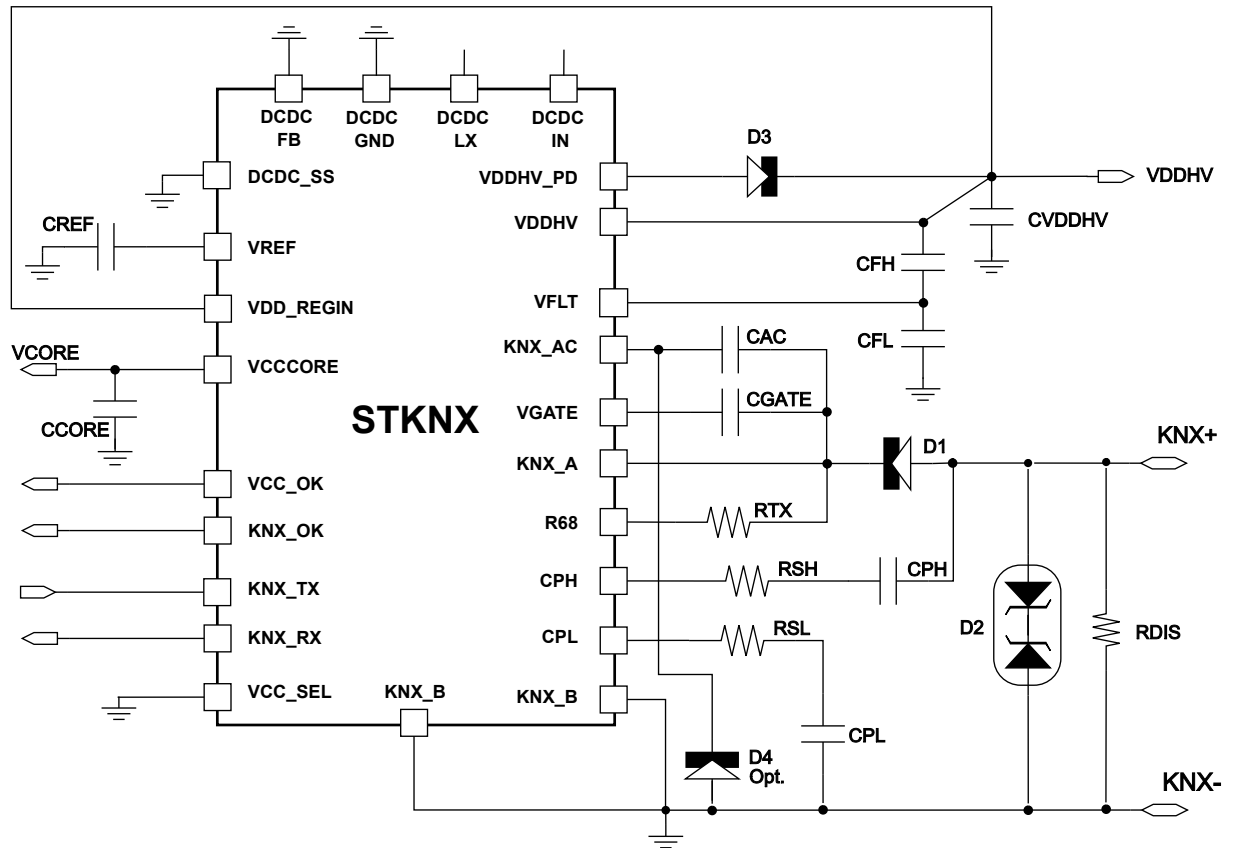 DCDC
FB
DCDC
GND
DCDC
LX
DCDC
IN
DCDC_SS
VDDHV_PD
D3
VDDHV
CREF
VREF
VDDHV
CVDDHV
CFH
VDD_REGIN
VFLT
CFL
VCORE
VCCCORE
KNX_AC
CAC
CCORE
STKNX
VGATE
CGATE
KNX_A
D1
KNX+
VCC_OK
R68
RTX
KNX_OK
CPH
RSH
CPH
KNX_TX
KNX_RX
CPL
RSL
D2
RDIS
VCC_SEL
KNX_B
KNX_B
CPL
D4
Opt.
KNX-